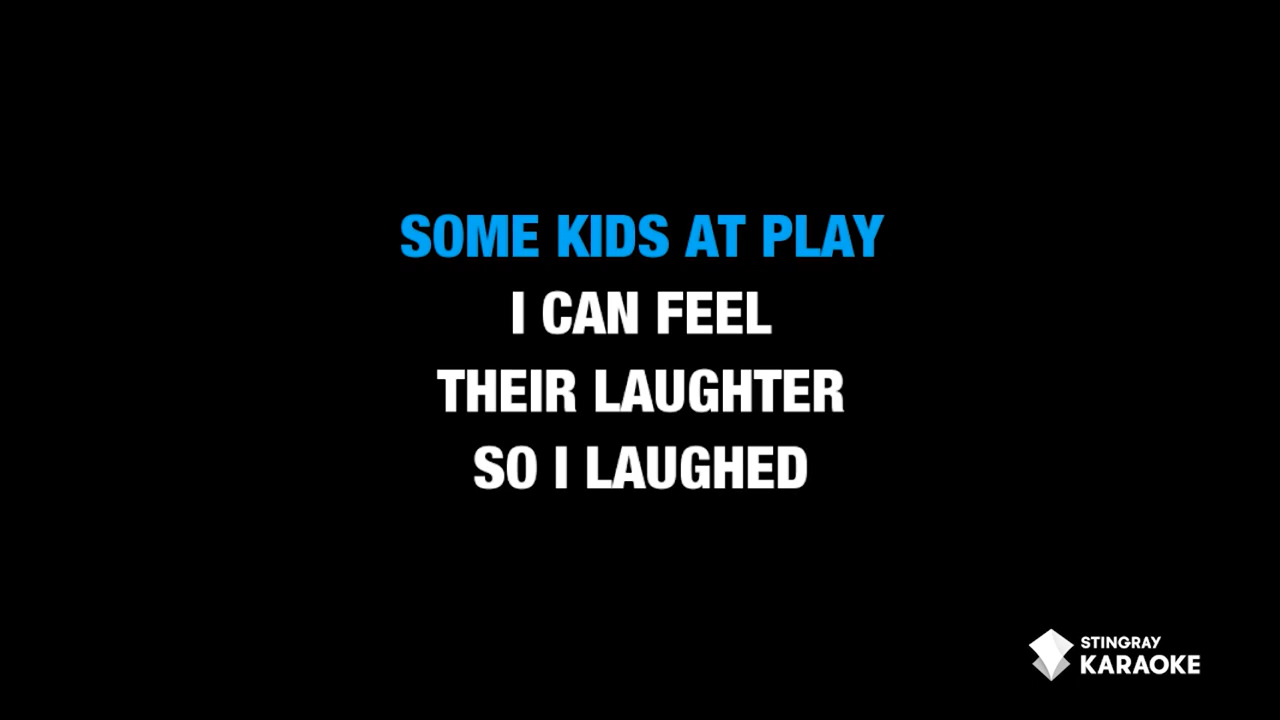 SOME KIDS AT PLAY
I CAN FEEL
THEIR LAUGHTER
SO I LAUGHED
STINGRAY
KARAOKE